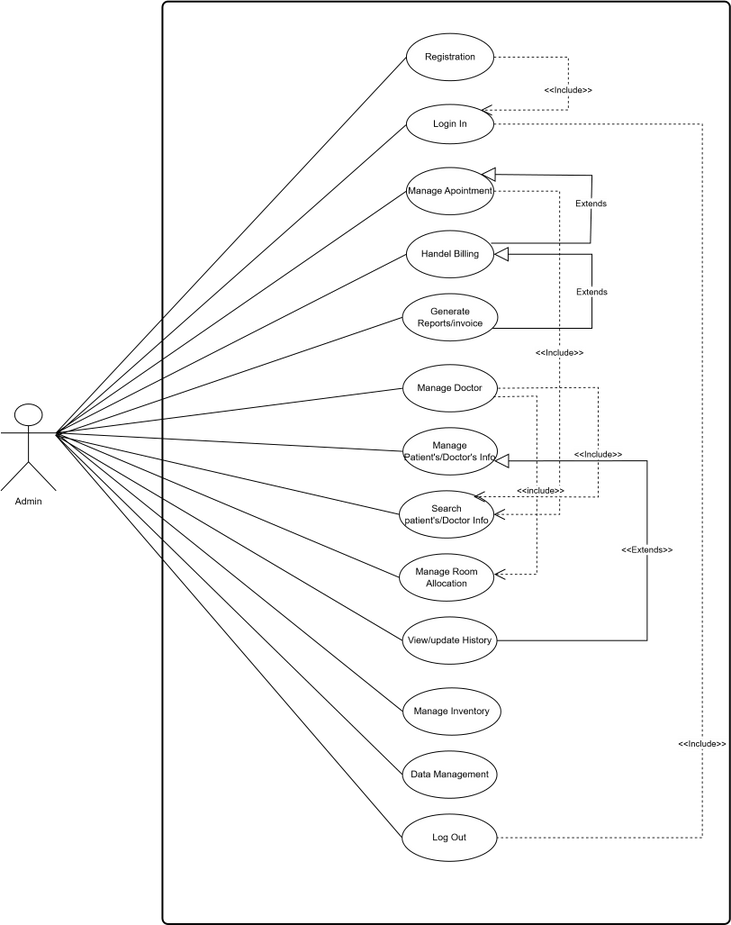 Registration
<<Include>>
Login In
Manage Apointment
Extends
Handel Billing
Extends
Generate
Reports/invoice
<<Include>>
Manage Doctor
Manage
Patient's/Doctor's Info
<<Include>>
<<include>>
Search
patient's/Doctor Info
Admin
<<Extends>>
Manage Room
Allocation
View/update History
Manage Inventory
<<Include>>
Data Management
Log Out